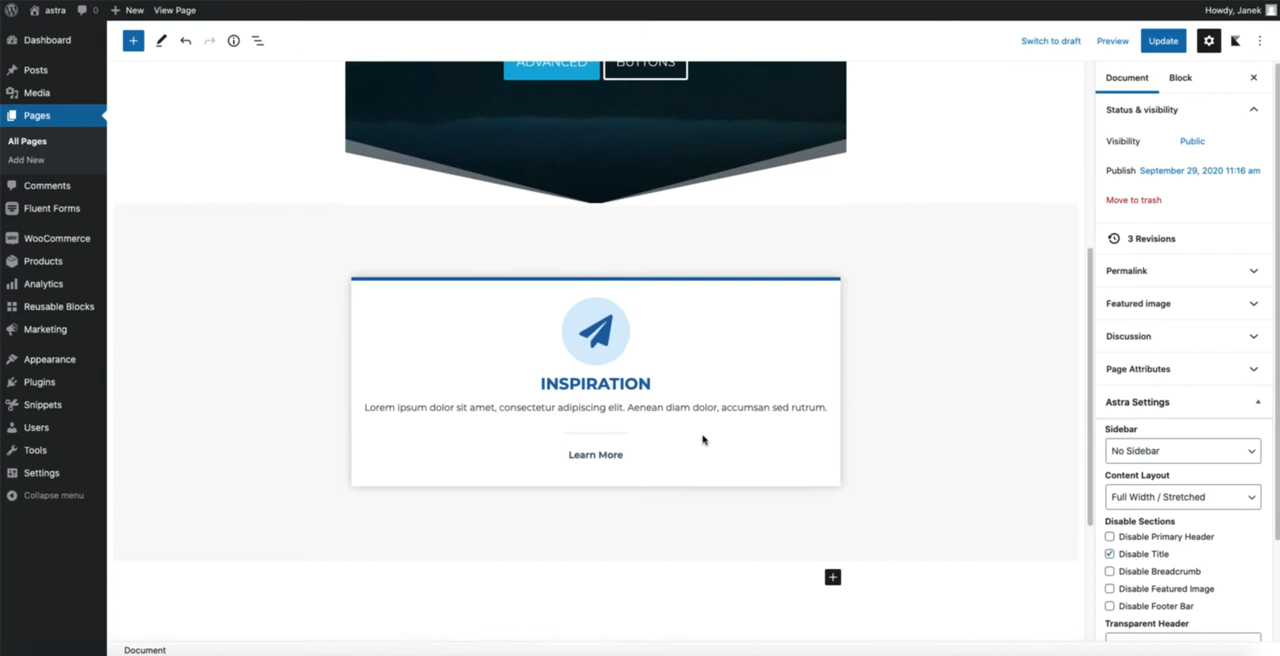 astra
0
New
View Page
Howdy, Janek
Dashboard
Posts
Media
Pages
All Pages
Add New
Comments
Fluent Forms
WooCommerce
Products
Analytics
Reusable Blocks
Marketing
Appearance
Plugins
Snippets
Users
Tools
Settings
Collapse menu
Switch to draft
Preview
Update
ADVANCED
BUTTONS
INSPIRATION
Lorem ipsum dolor sit amet, consectetur adipiscing elit. Aenean diam dolor, accumsan sed rutrum.
Learn More
Document
Block
Status & visibility
Visibility
Public
Publish
September 29, 2020 11:16 am
Move to trash
3 Revisions
Permalink
Featured image
Discussion
Page Attributes
Astra Settings
Sidebar
No Sidebar
Content Layout
Full Width / Stretched
Disable Sections
Disable Primary Header
Disable Title
Disable Breadcrumb
Disable Featured Image
Disable Footer Bar
Transparent Header
Document